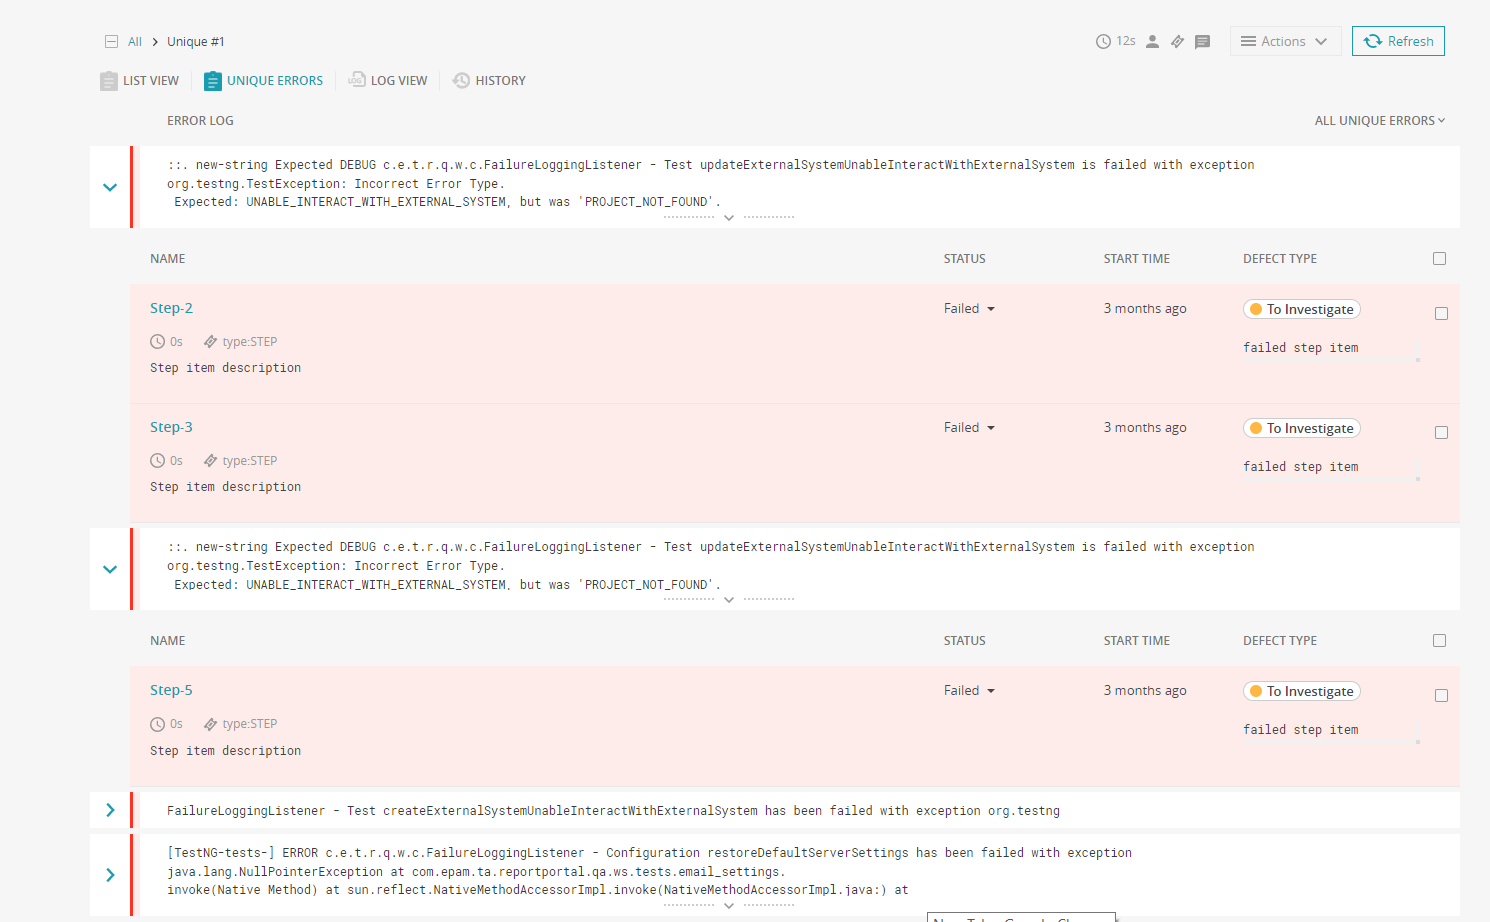 All > Unique #1
12s
Actions
Refresh
LIST VIEW
UNIQUE ERRORS
LOG VIEW
HISTORY
ERROR LOG
ALL UNIQUE ERRORS
::. new-string Expected DEBUG c.e.t.r.q.w.c.FailureLoggingListener - Test updateExternalSystemUnableInteractWithExternalSystem is failed with exception
org.testng.TestException: Incorrect Error Type.
Expected: UNABLE_INTERACT_WITH_EXTERNAL_SYSTEM, but was 'PROJECT_NOT_FOUND'.
NAME STATUS START TIME DEFECT TYPE
Step-2 Failed 3 months ago To Investigate
0s type:STEP failed step item
Step item description
Step-3 Failed 3 months ago To Investigate
0s type:STEP failed step item
Step item description
::. new-string Expected DEBUG c.e.t.r.q.w.c.FailureLoggingListener - Test updateExternalSystemUnableInteractWithExternalSystem is failed with exception
org.testng.TestException: Incorrect Error Type.
Expected: UNABLE_INTERACT_WITH_EXTERNAL_SYSTEM, but was 'PROJECT_NOT_FOUND'.
NAME STATUS START TIME DEFECT TYPE
Step-5 Failed 3 months ago To Investigate
0s type:STEP failed step item
Step item description
FailureLoggingListener - Test createExternalSystemUnableInteractWithExternalSystem has been failed with exception org.testng
[TestNG-tests-] ERROR c.e.t.r.q.w.c.FailureLoggingListener - Configuration restoreDefaultServerSettings has been failed with exception
java.lang.NullPointerException at com.epam.ta.reportportal.qa.ws.tests.email_settings.
invoke(Native Method) at sun.reflect.NativeMethodAccessorImpl.invoke(NativeMethodAccessorImpl.java:) at